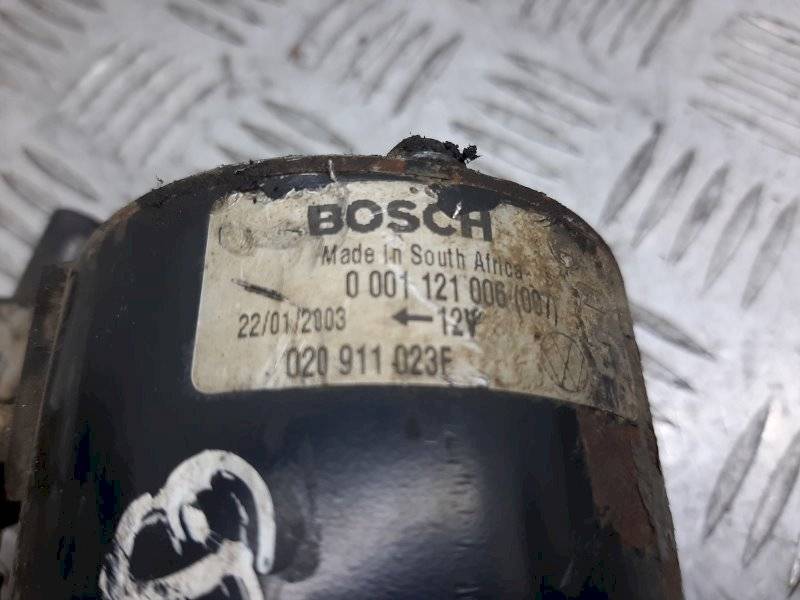 BOSCH
Made in South Africa
0 001 121 006 (007)
22/01/2003 ←12V
020 911 023F